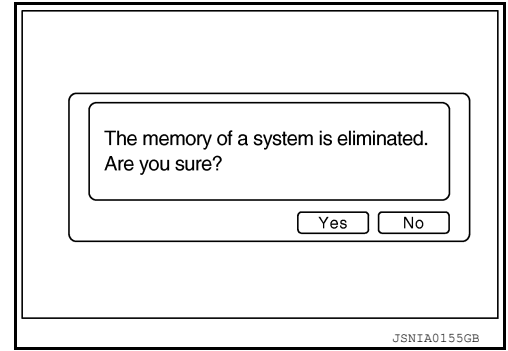 The memory of a system is eliminated.
Are you sure?
Yes No
JSNIA0155GB